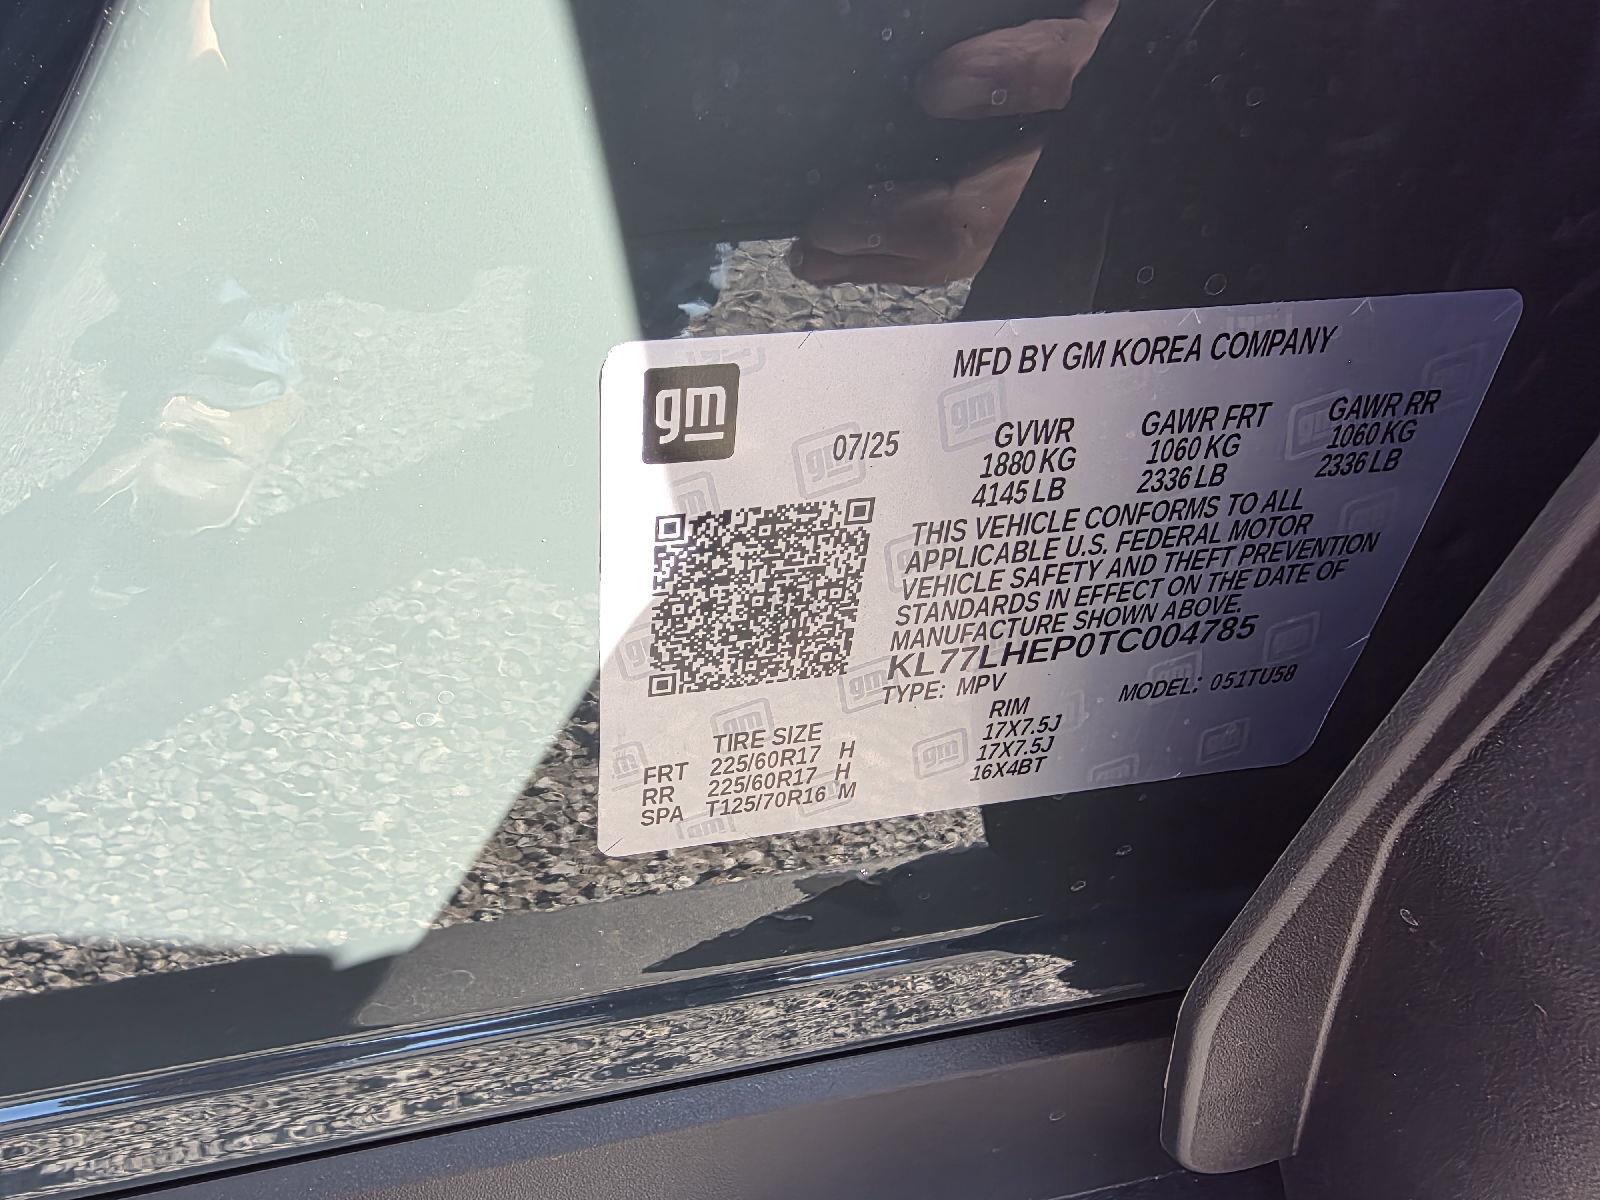 gm
MFD BY GM KOREA COMPANY
07/25 GVWR GAWR FRT GAWR RR
1880 KG 1060 KG 1060 KG
4145 LB 2336 LB 2336 LB
THIS VEHICLE CONFORMS TO ALL
APPLICABLE U.S. FEDERAL MOTOR
VEHICLE SAFETY AND THEFT PREVENTION
STANDARDS IN EFFECT ON THE DATE OF
MANUFACTURE SHOWN ABOVE.
KL77LHEP0TC004785
TYPE: MPV MODEL: 051TU58
TIRE SIZE RIM
FRT 225/60R17 H 17X7.5J
RR 225/60R17 H 17X7.5J
SPA T125/70R16 M 16X4BT